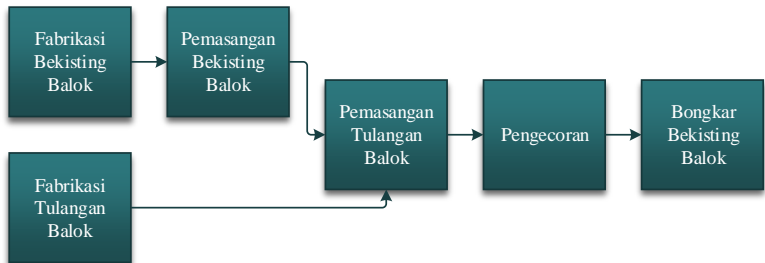 Fabrikasi
Bekisting
Balok
Pemasangan
Bekisting
Balok
Pemasangan
Tulangan
Balok
Pengecoran
Bongkar
Bekisting
Balok
Fabrikasi
Tulangan
Balok